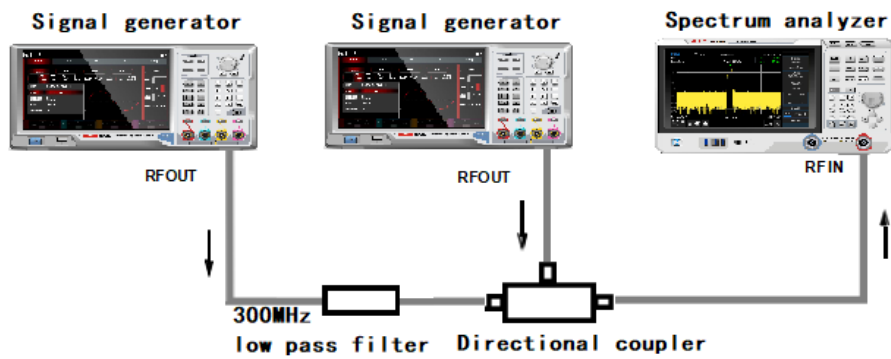 Signal generator
Signal generator
Spectrum analyzer
RFOUT
RFOUT
RFIN
300MHz
low pass filter
Directional coupler